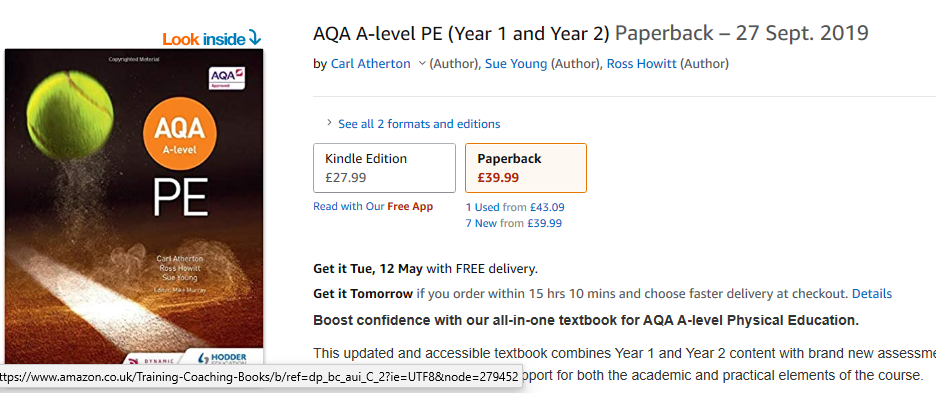 Look inside
Copyrighted Material
AQA
Approved
AQA
A-level
PE
Carl Atherton
Ross Howitt
Sue Young
Editor: Mike Murray
DYNAMIC
HODDER
EDUCATION
AQA A-level PE (Year 1 and Year 2) Paperback – 27 Sept. 2019
by Carl Atherton (Author), Sue Young (Author), Ross Howitt (Author)
See all 2 formats and editions
Kindle Edition
£27.99
Read with Our Free App
Paperback
£39.99
1 Used from £43.09
7 New from £39.99
Get it Tue, 12 May with FREE delivery.
Get it Tomorrow if you order within 15 hrs 10 mins and choose faster delivery at checkout. Details
Boost confidence with our all-in-one textbook for AQA A-level Physical Education.
This updated and accessible textbook combines Year 1 and Year 2 content with brand new assessme
ttps://www.amazon.co.uk/Training-Coaching-Books/b/ref=dp_bc_aui_C_2?ie=UTF8&node=279452
pport for both the academic and practical elements of the course.